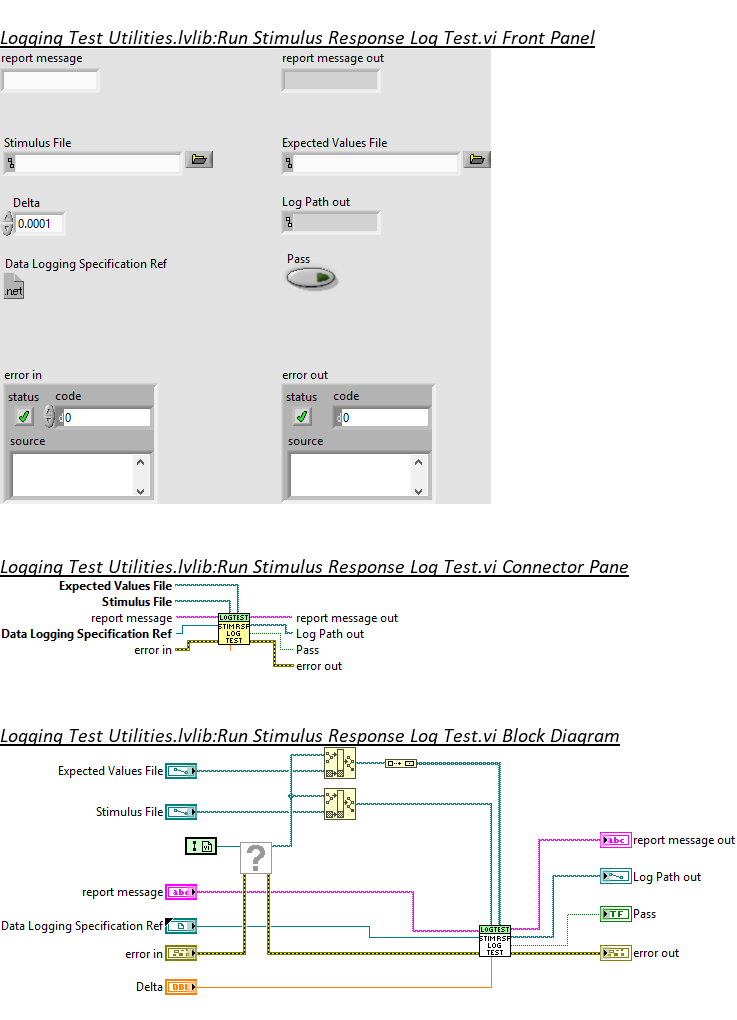 Logging Test Utilities.lvlib:Run Stimulus Response Log Test.vi Front Panel
report message
report message out
Stimulus File
Expected Values File
Delta
Log Path out
0.0001
Data Logging Specification Ref
Pass
.net
error in
error out
status code
status code
0
d 0
source
source
Logging Test Utilities.lvlib:Run Stimulus Response Log Test.vi Connector Pane
Expected Values File
Stimulus File
report message
report message out
LOGTEST
STIM RSP
LOG
TEST
Data Logging Specification Ref
Log Path out
error in
Pass
error out
Logging Test Utilities.lvlib:Run Stimulus Response Log Test.vi Block Diagram
Expected Values File
Stimulus File
vi
?
abc
report message out
Log Path out
report message
abc
TF
Pass
Data Logging Specification Ref
LOGTEST
STIM RSP
LOG
TEST
error in
error out
Delta
DBL